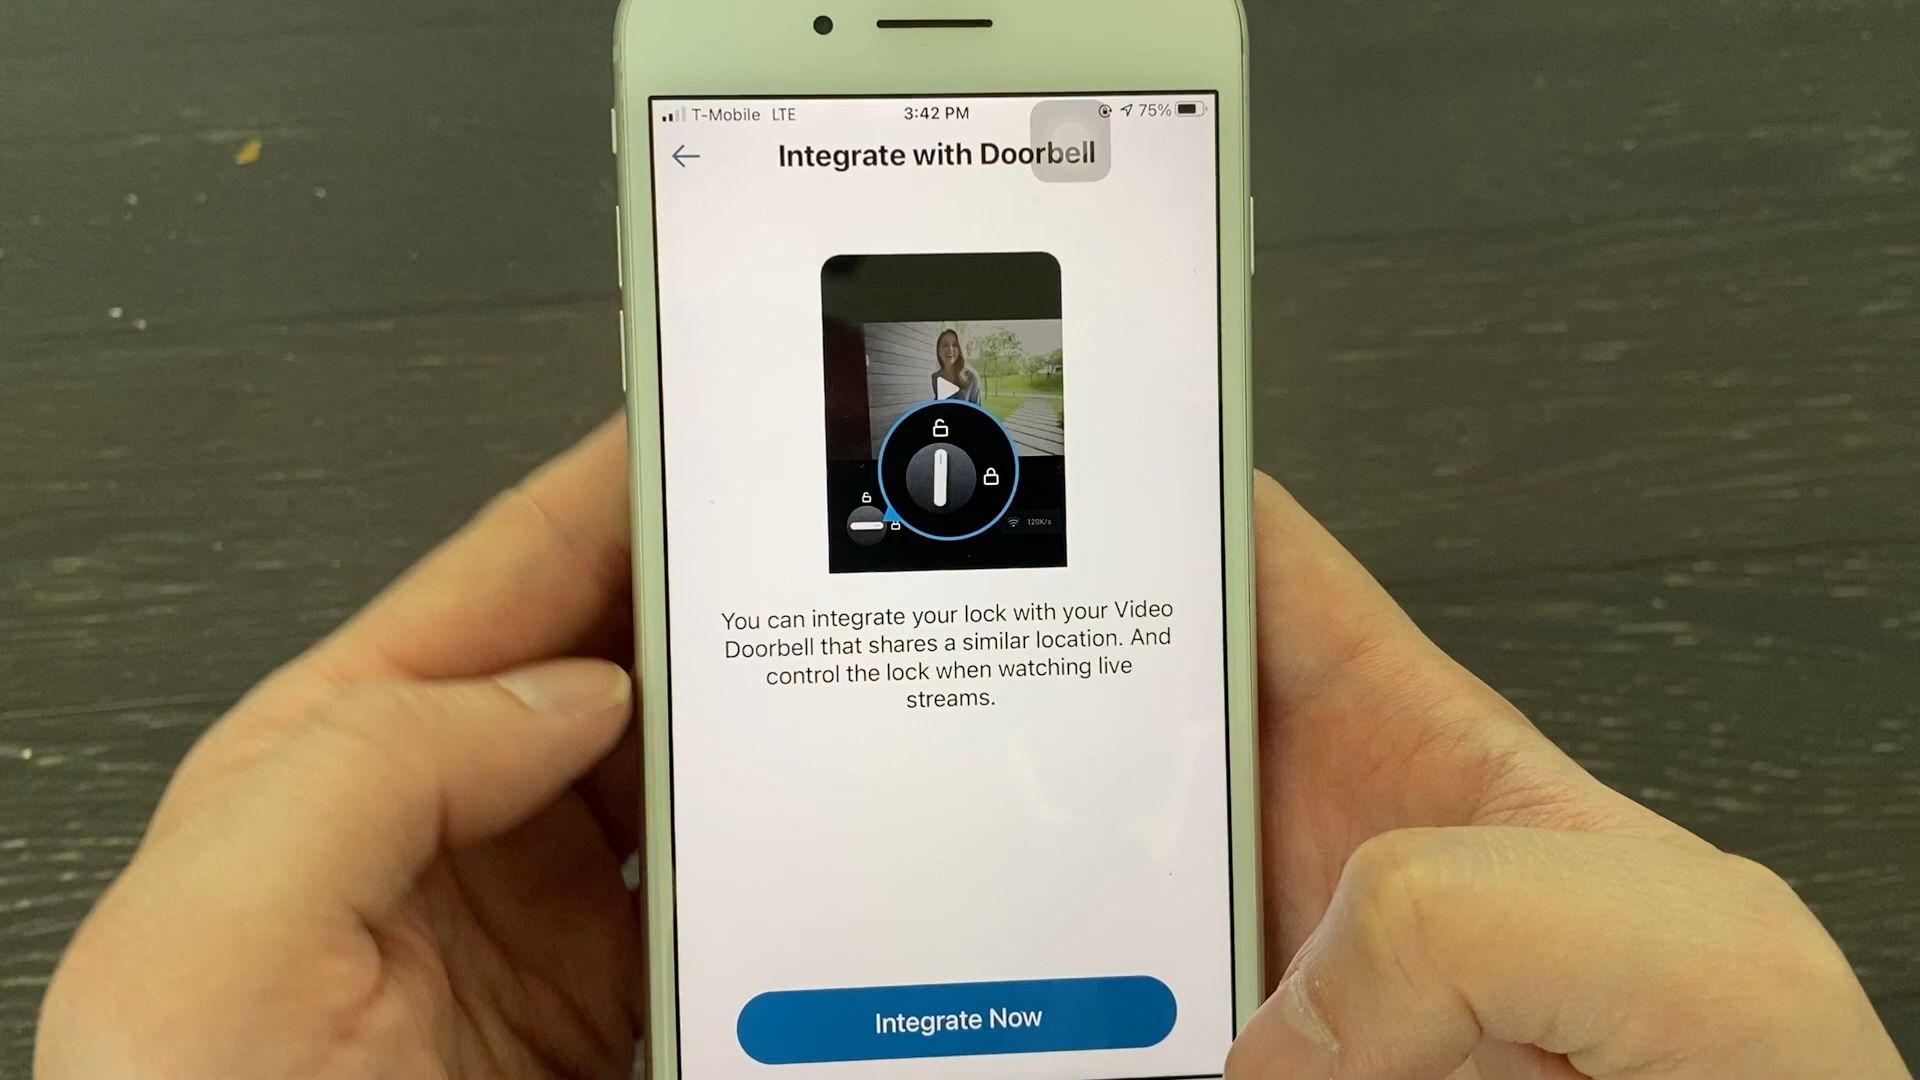 T-Mobile LTE 3:42 PM 75%
Integrate with Doorbell
120K/s
You can integrate your lock with your Video
Doorbell that shares a similar location. And
control the lock when watching live
streams.
Integrate Now